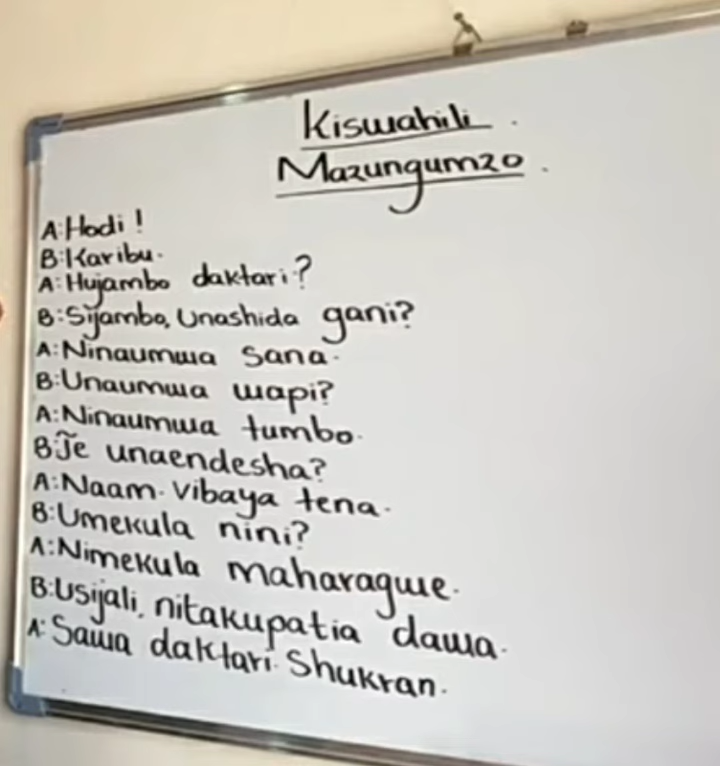 Kiswahili.
Mazungumzo.
A: Hodi!
B: Karibu.
A: Hujambo daktari?
B: Sijambo, Unashida gani?
A: Ninaumwa sana.
B: Unaumwa wapi?
A: Ninaumwa tumbo.
B: Je unaendesha?
A: Naam. Vibaya tena.
B: Umekula nini?
A: Nimekula maharagwe.
B: Usijali, nitakupatia dawa.
A: Sawa daktari. Shukran.